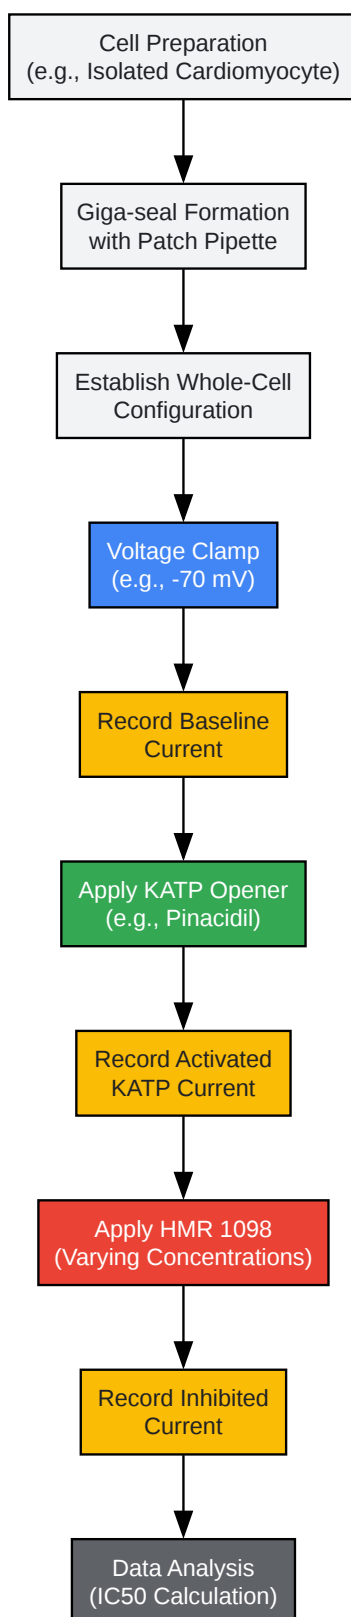 Cell Preparation
(e.g., Isolated Cardiomyocyte)
Giga-seal Formation
with Patch Pipette
Establish Whole-Cell
Configuration
Voltage Clamp
(e.g., -70 mV)
Record Baseline
Current
Apply KATP Opener
(e.g., Pinacidil)
Record Activated
KATP Current
Apply HMR 1098
(Varying Concentrations)
Record Inhibited
Current
Data Analysis
(IC50 Calculation)